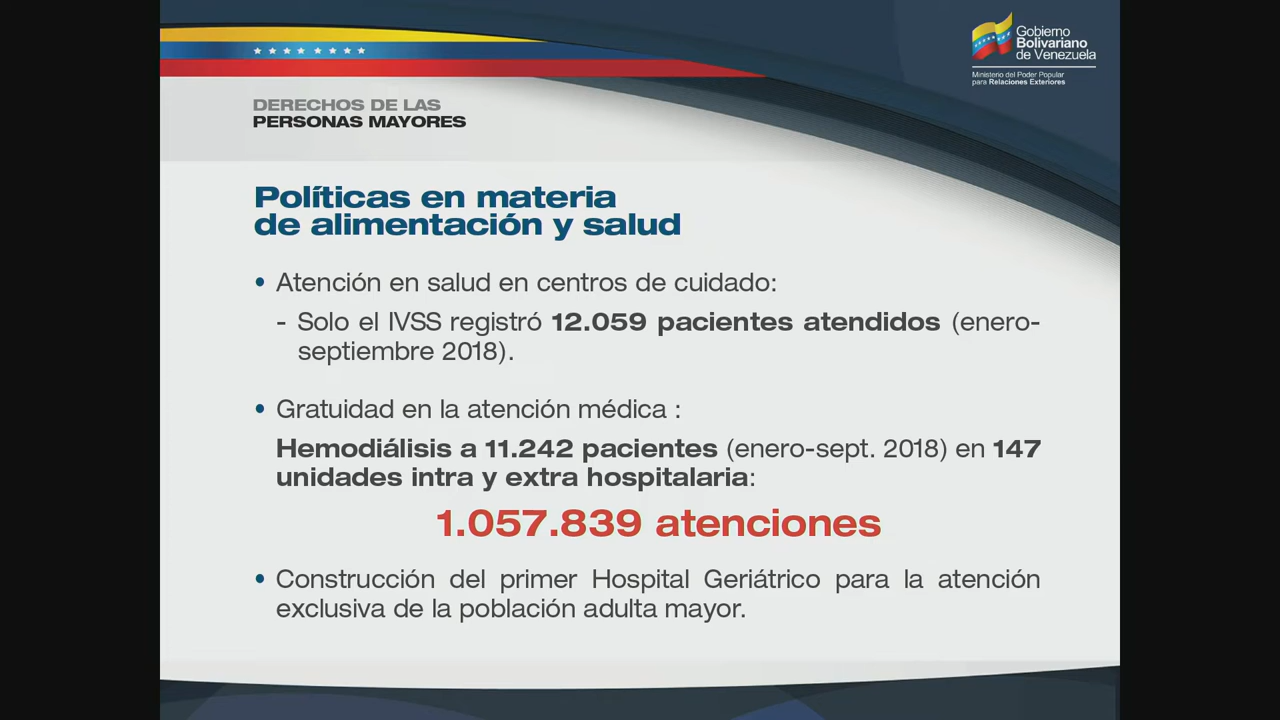 Gobierno
Bolivariano
de Venezuela
Ministerio del Poder Popular
para Relaciones Exteriores
DERECHOS DE LAS
PERSONAS MAYORES
Políticas en materia
de alimentación y salud
• Atención en salud en centros de cuidado:
- Solo el IVSS registró 12.059 pacientes atendidos (enero-
septiembre 2018).
• Gratuidad en la atención médica :
Hemodiálisis a 11.242 pacientes (enero-sept. 2018) en 147
unidades intra y extra hospitalaria:
1.057.839 atenciones
• Construcción del primer Hospital Geriátrico para la atención
exclusiva de la población adulta mayor.